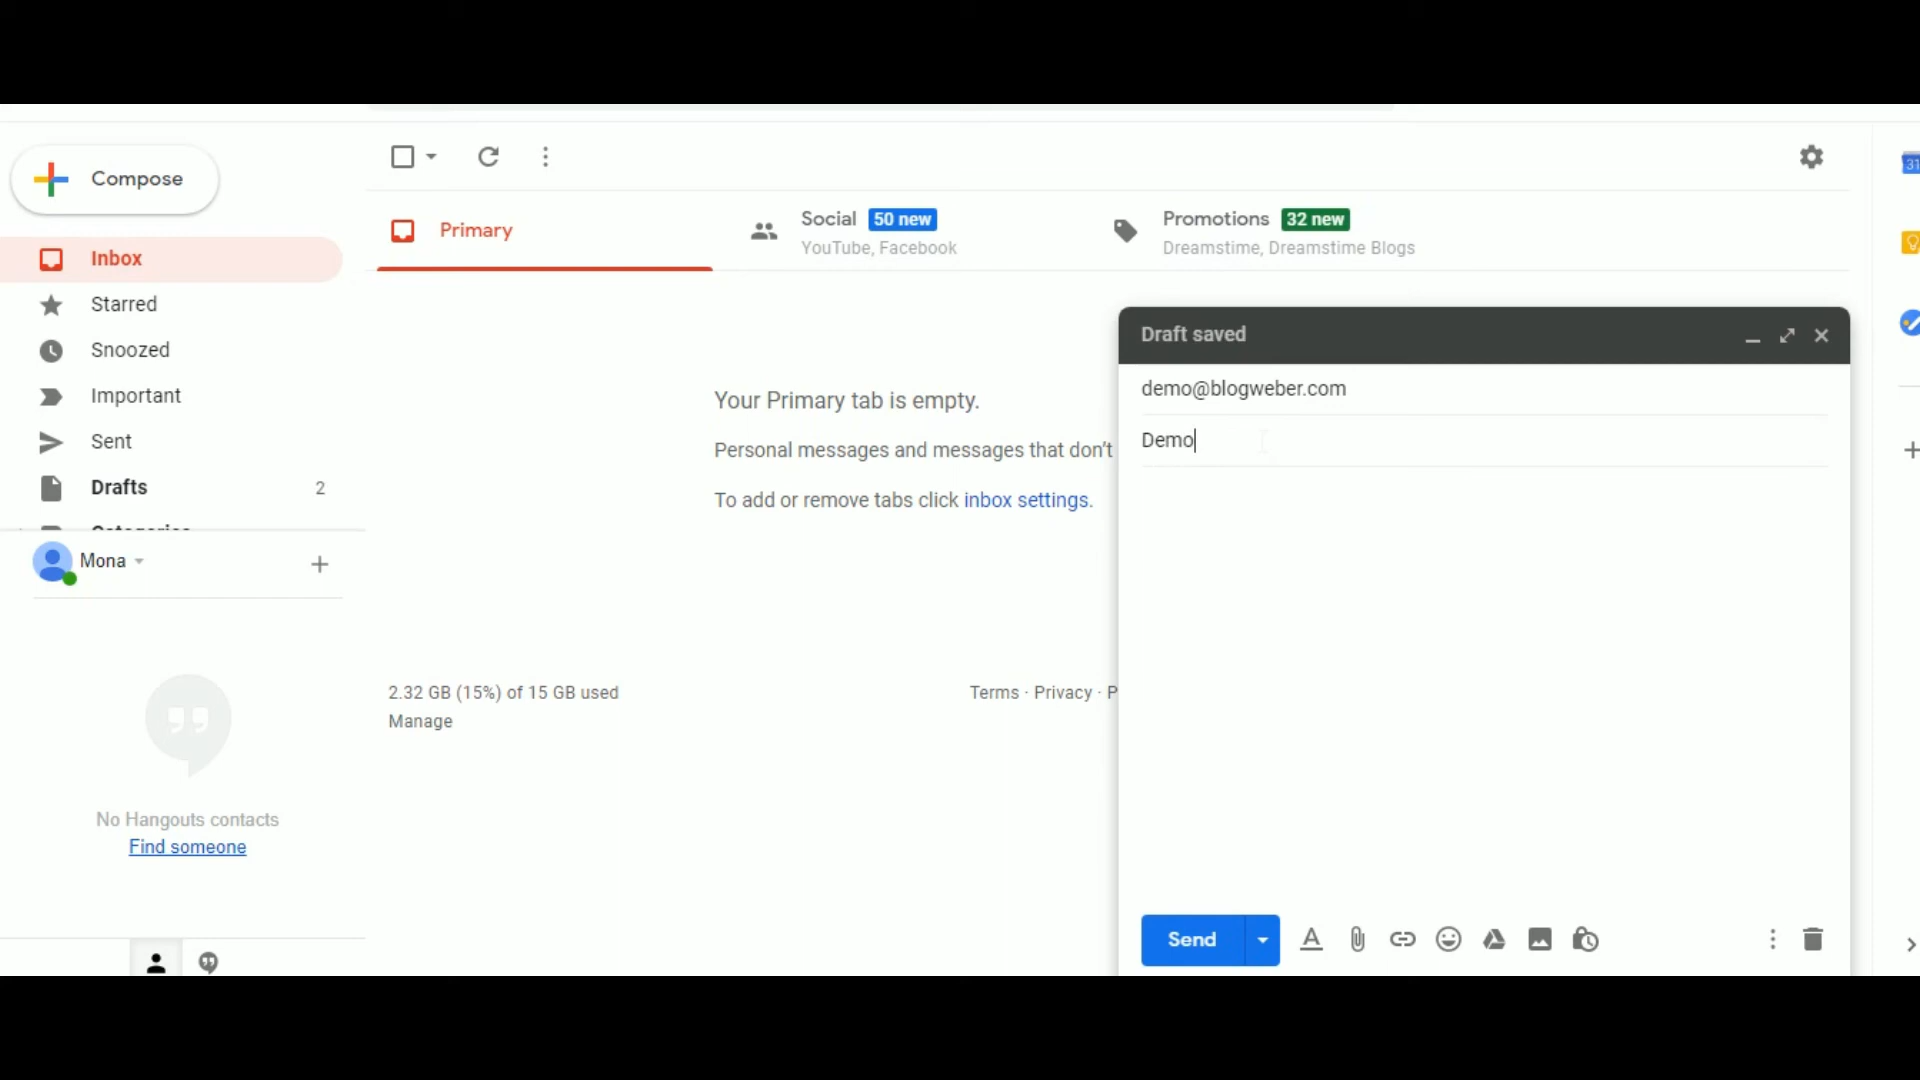 Compose
Inbox
Starred
Snoozed
Important
Sent
Drafts 2
Categories
Mona
No Hangouts contacts
Find someone
Primary
Social 50 new
YouTube, Facebook
Promotions 32 new
Dreamstime, Dreamstime Blogs
Your Primary tab is empty.
Personal messages and messages that don't
To add or remove tabs click inbox settings.
2.32 GB (15%) of 15 GB used
Manage
Terms · Privacy · P
Draft saved
demo@blogweber.com
Demo
Send
31